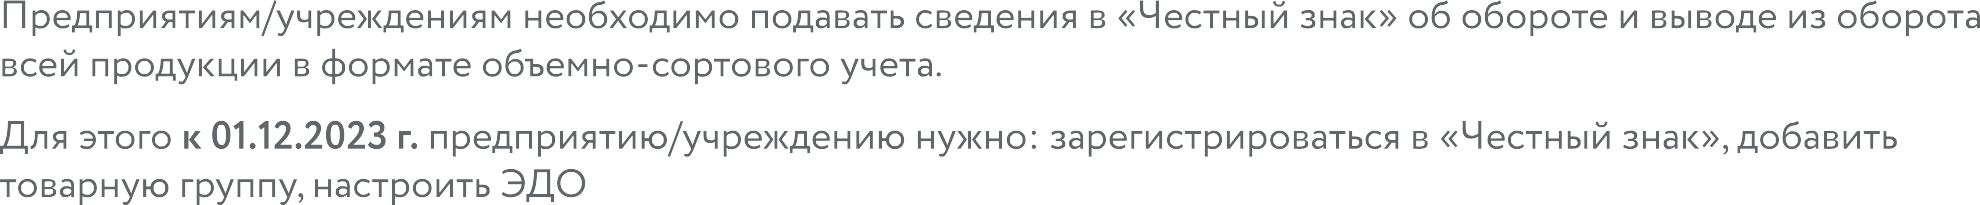 Предприятиям/учреждениям необходимо подавать сведения в «Честный знак» об обороте и выводе из оборота
всей продукции в формате объемно-сортового учета.
Для этого к 01.12.2023 г. предприятию/учреждению нужно: зарегистрироваться в «Честный знак», добавить
товарную группу, настроить ЭДО